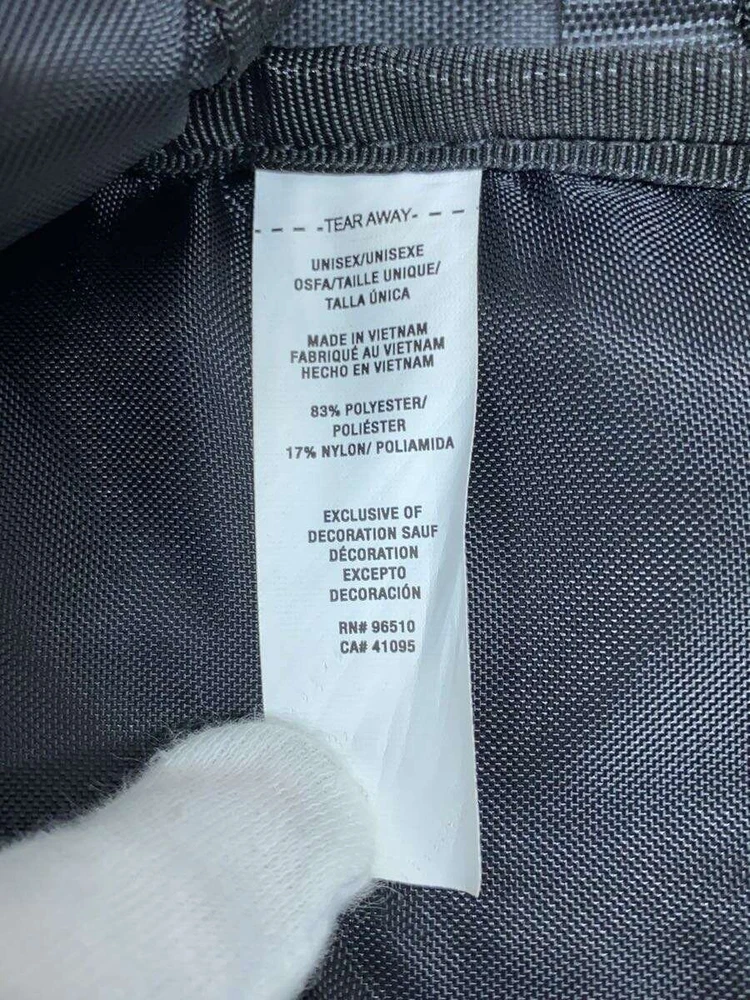 - - - -TEAR AWAY- - -
UNISEX/UNISEXE
OSFA/TAILLE UNIQUE/
TALLA ÚNICA
MADE IN VIETNAM
FABRIQUÉ AU VIETNAM
HECHO EN VIETNAM
83% POLYESTER/
POLIÉSTER
17% NYLON/ POLIAMIDA
EXCLUSIVE OF
DECORATION SAUF
DÉCORATION
EXCEPTO
DECORACIÓN
RN# 96510
CA# 41095